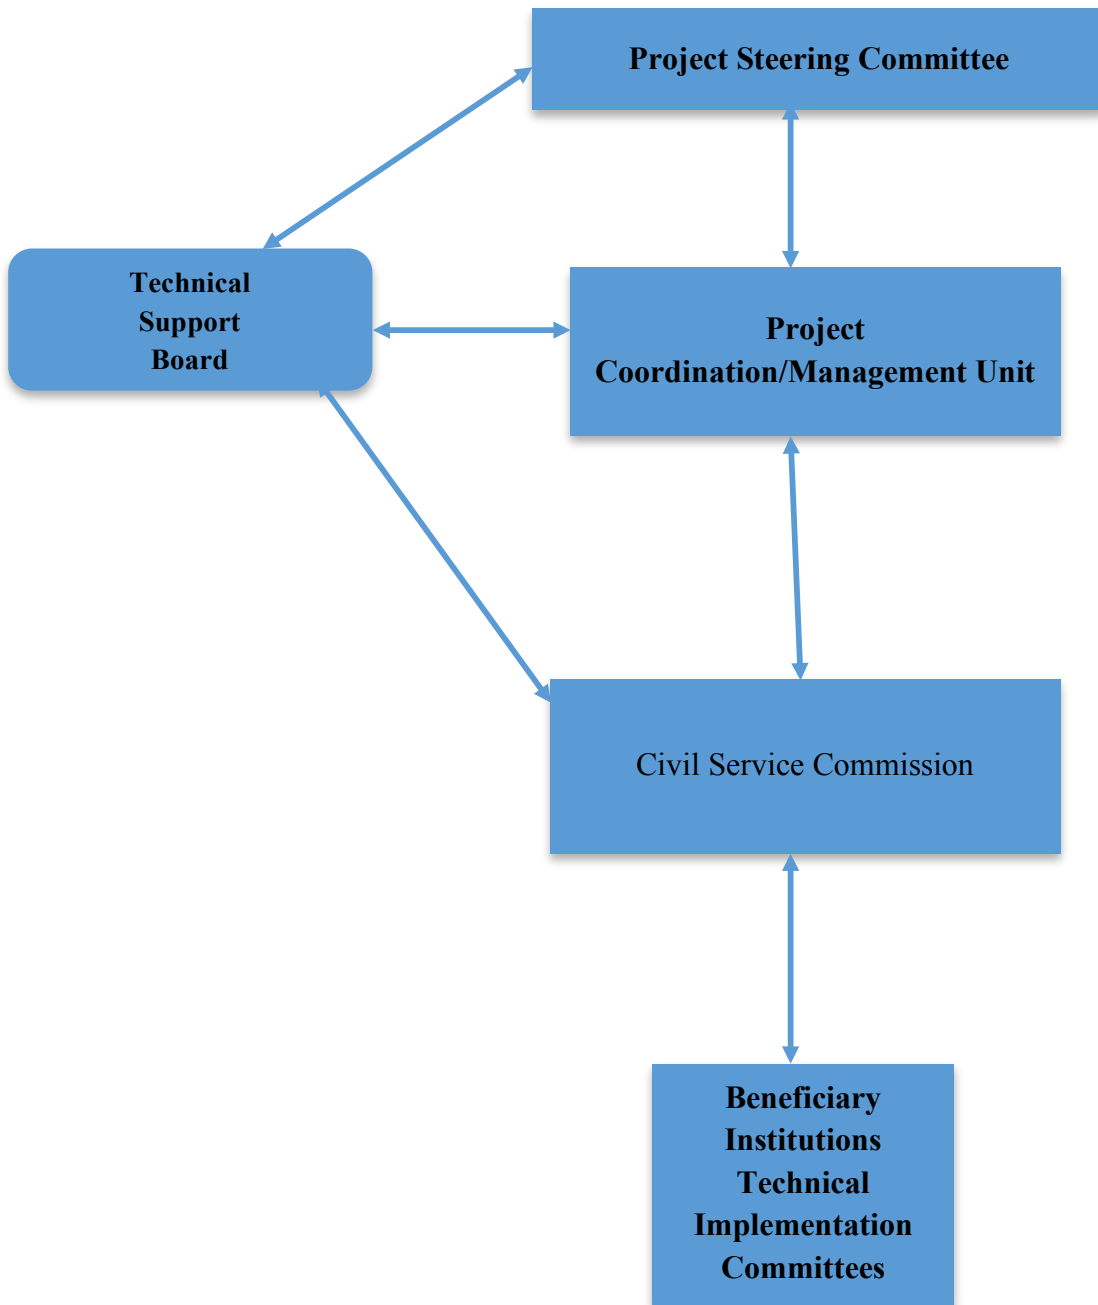 Project Steering Committee
Technical
Support
Board
Project
Coordination/Management Unit
Civil Service Commission
Beneficiary
Institutions
Technical
Implementation
Committees